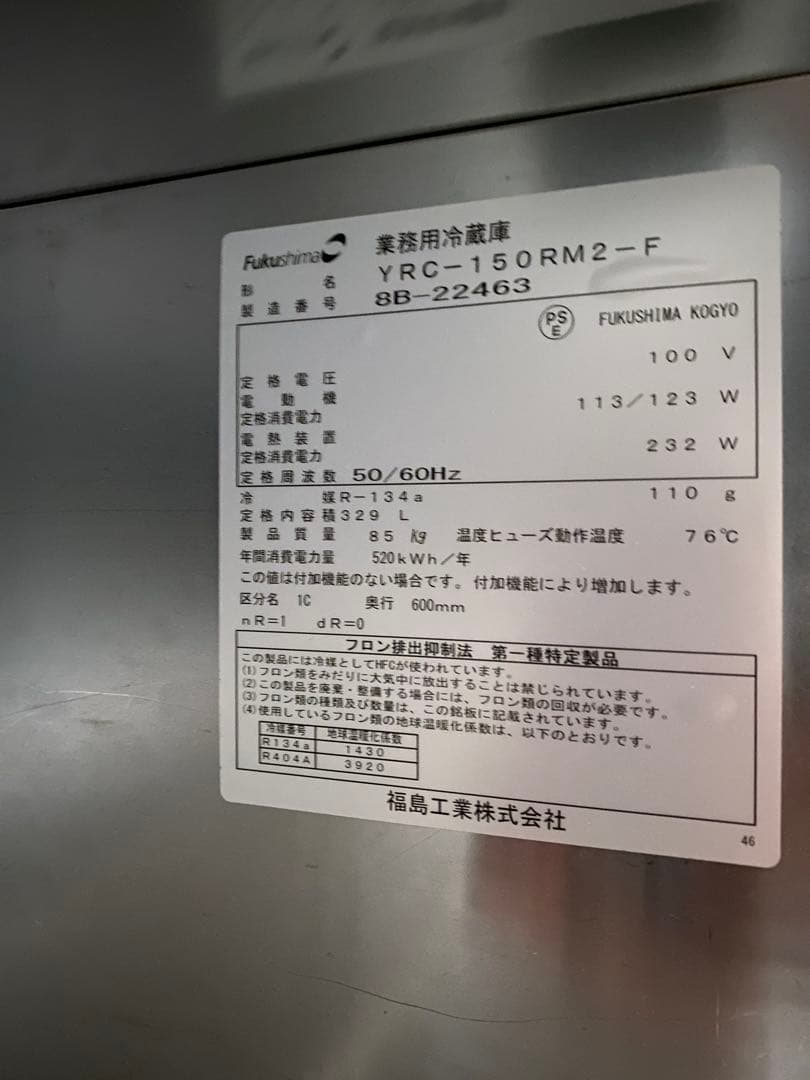 Fukushima 業務用冷蔵庫
形名 YRC-150RM2-F
製造番号 8B-22463
PSE FUKUSHIMA KOGYO
定格電圧 100 V
電動機
定格消費電力 113/123 W
電熱装置
定格消費電力 232 W
定格周波数 50/60Hz
冷媒 R-134a 110 g
定格内容積 329 L
製品質量 85 kg 温度ヒューズ動作温度 76℃
年間消費電力量 520kWh/年
この値は付加機能のない場合です。付加機能により増加します。
区分名 1C 奥行 600mm
nR=1 dR=0
フロン排出抑制法 第一種特定製品
この製品には冷媒としてHFCが使われています。
(1)フロン類をみだりに大気中に放出することは禁じられています。
(2)この製品を廃棄・整備する場合には、フロン類の回収が必要です。
(3)フロン類の種類及び数量は、この銘板に記載されています。
(4)使用しているフロン類の地球温暖化係数は、以下のとおりです。
冷媒番号 地球温暖化係数
R134a 1430
R404A 3920
福島工業株式会社
46